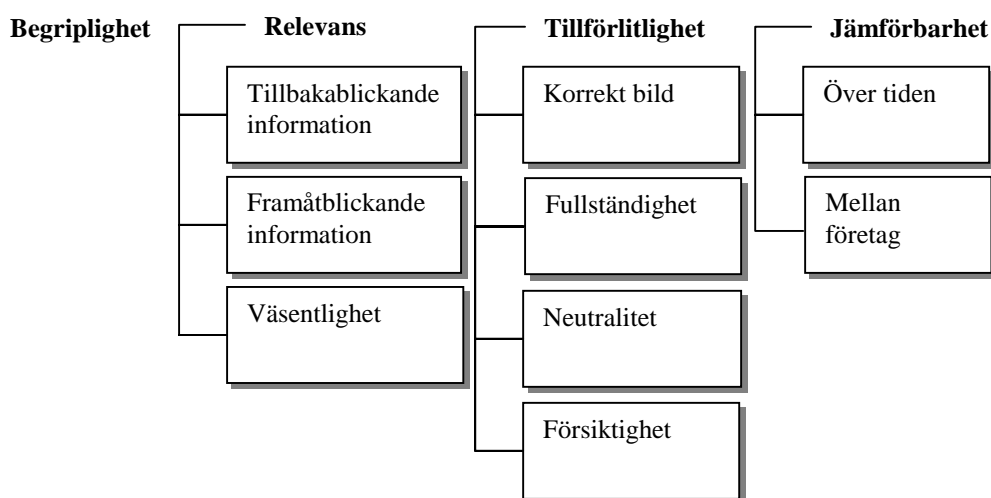 Begriplighet
Relevans
Tillbakablickande
information
Framåtblickande
information
Väsentlighet
Tillförlitlighet
Korrekt bild
Fullständighet
Neutralitet
Försiktighet
Jämförbarhet
Över tiden
Mellan
företag